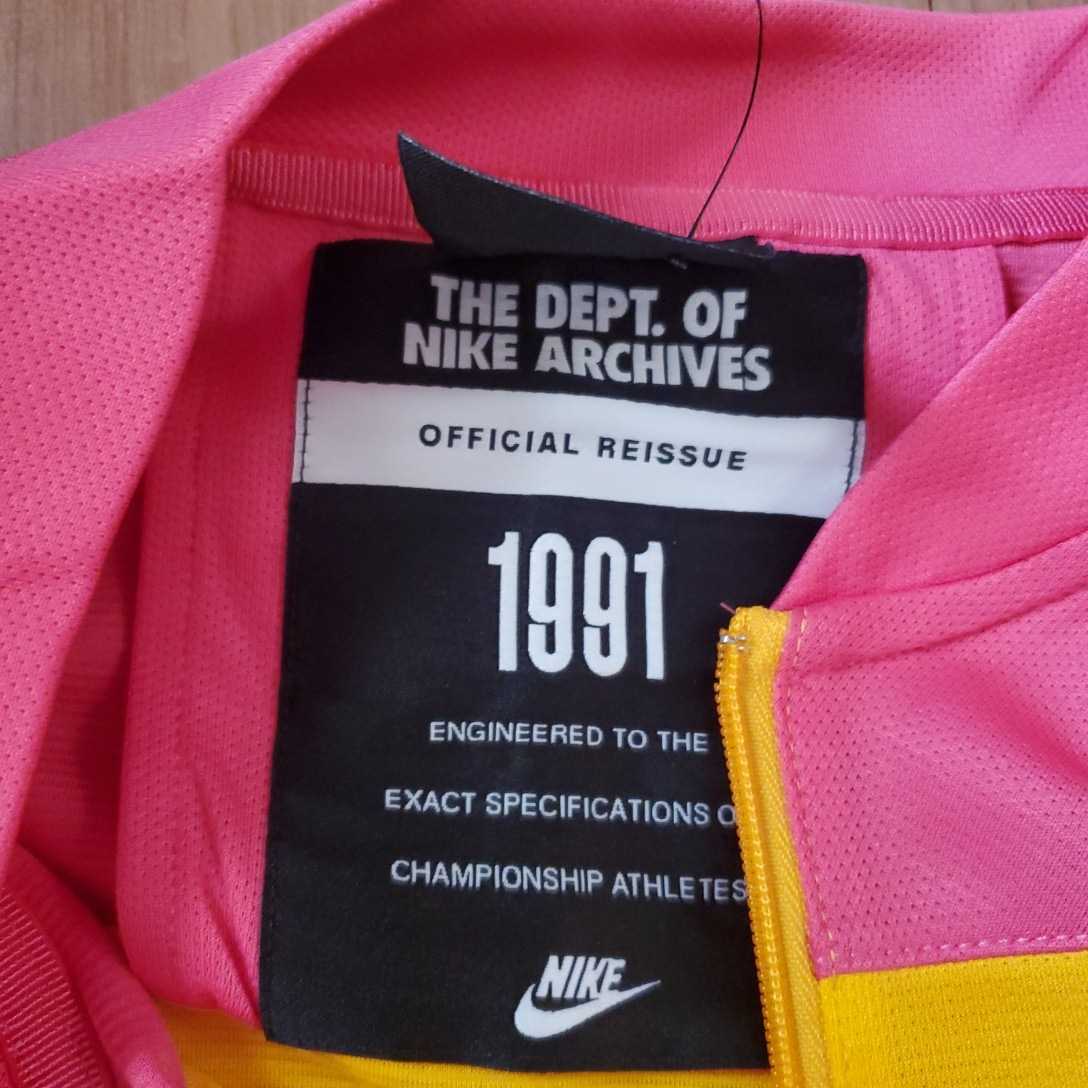 THE DEPT. OF
NIKE ARCHIVES
OFFICIAL REISSUE
1991
ENGINEERED TO THE
EXACT SPECIFICATIONS O
CHAMPIONSHIP ATHLETES
NIKE